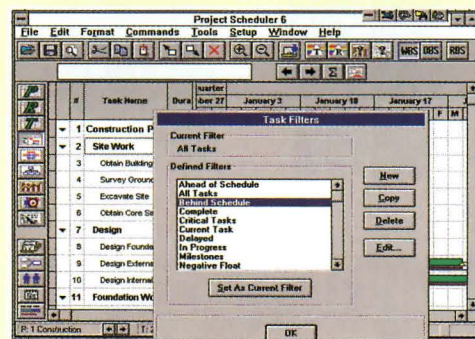 Project Scheduler 6
File Edit Format Commands Tools Setup Window Help
WBS OBS RBS
Σ
# Task Name Dura
January 3 January 10 January 17
F M
1 Construction P
2 Site Work
3 Obtain Building
4 Survey Ground
5 Excavate Site
6 Obtain Core Sa
7 Design
8 Design Founda
9 Design Externa
10 Design Internal
11 Foundation Wo
Task Filters
Current Filter
All Tasks
Defined Filters
Ahead of Schedule
All Tasks
Behind Schedule
Complete
Critical Tasks
Current Task
Delayed
In Progress
Milestones
Negative Float
New
Copy
Delete
Edit...
Set As Current Filter
OK
P: 1 Construction